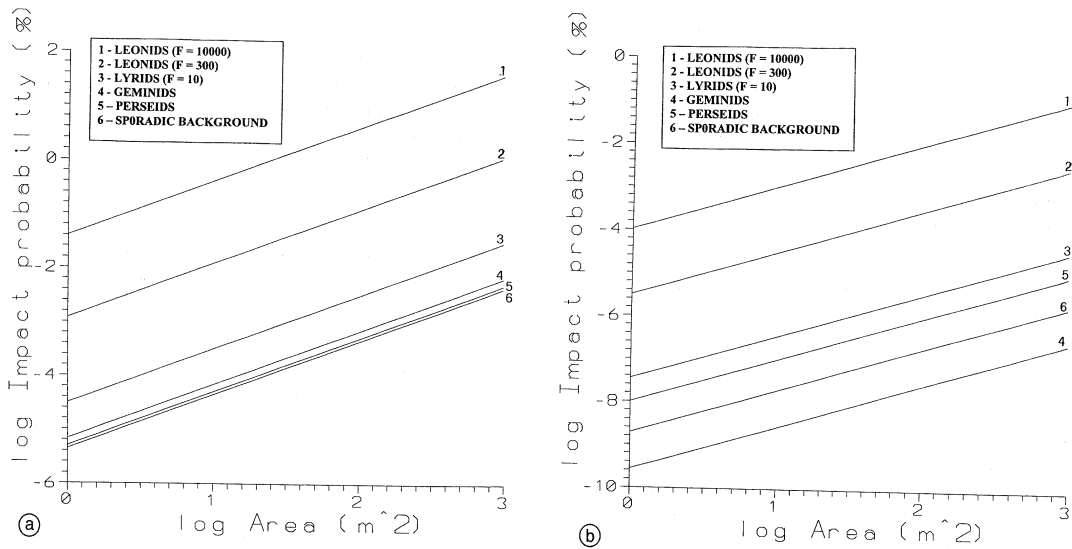 2
1 - LEONIDS (F = 10000)
2 - LEONIDS (F = 300)
3 - LYRIDS (F = 10)
4 - GEMINIDS
5 – PERSEIDS
6 – SP0RADIC BACKGROUND
1
0
2
-2
3
4
5
6
-4
-6
0
1
2
3
log Impact probability (%)
log Area (m^2)
a
0
1 - LEONIDS (F = 10000)
2 - LEONIDS (F = 300)
3 - LYRIDS (F = 10)
4 - GEMINIDS
5 – PERSEIDS
6 – SP0RADIC BACKGROUND
1
-2
2
-4
3
5
-6
6
4
-8
-10
0
1
2
3
log Impact probability (%)
log Area (m^2)
b